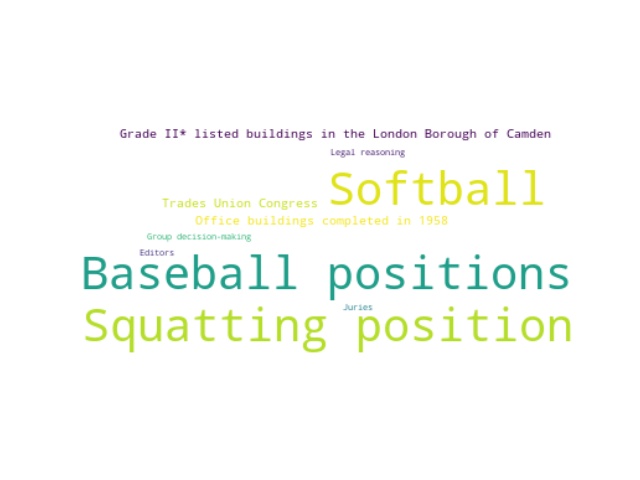 Grade II* listed buildings in the London Borough of Camden
Legal reasoning
Softball
Trades Union Congress
Office buildings completed in 1958
Group decision-making
Editors
Baseball positions
Juries
Squatting position